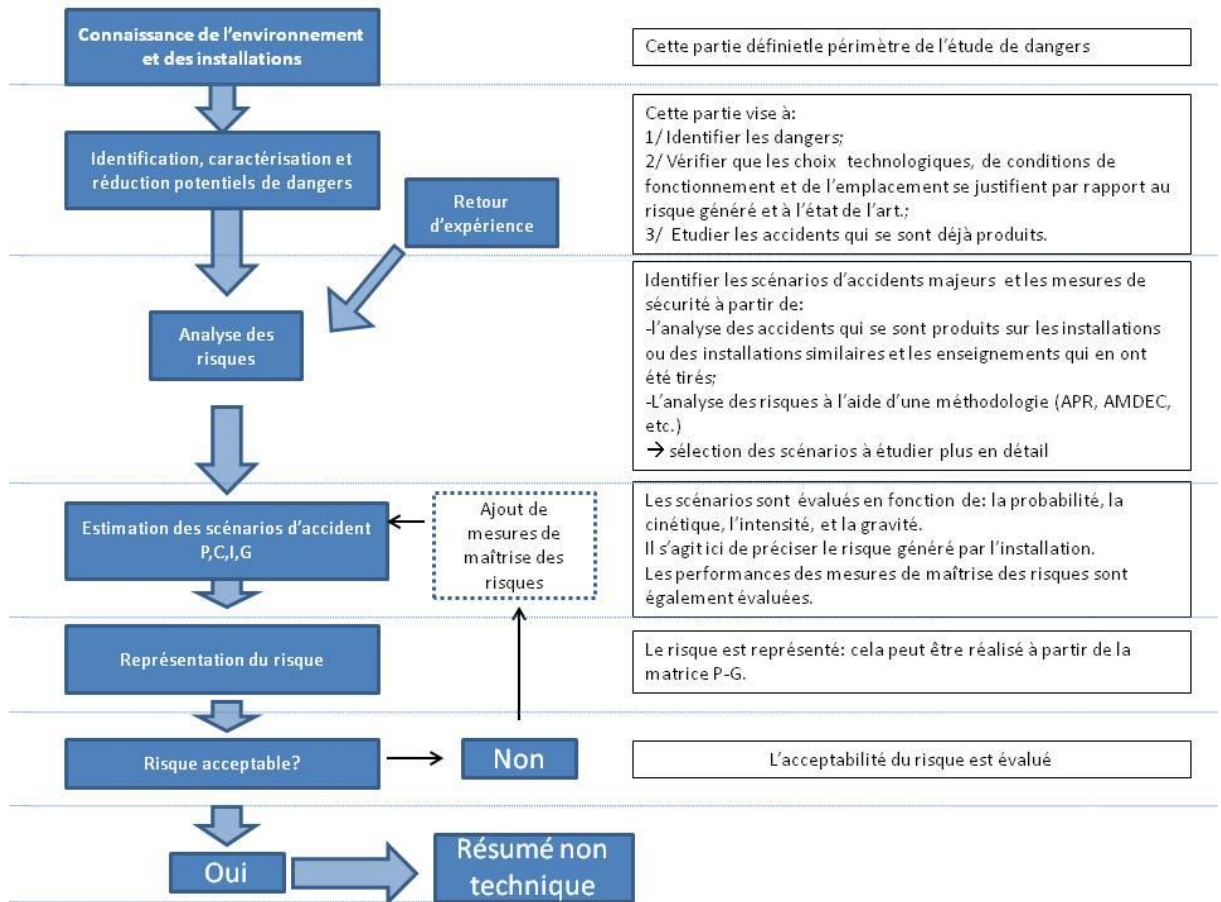 Connaissance de l'environnement
et des installations
Cette partie définietle périmètre de l'étude de dangers
Identification, caractérisation et
réduction potentiels de dangers
Retour
d'expérience
Cette partie vise à:
1/ Identifier les dangers;
2/ Vérifier que les choix technologiques, de conditions de
fonctionnement et de l'emplacement se justifient par rapport au
risque généré et à l'état de l'art.;
3/ Etudier les accidents qui se sont déjà produits.
Analyse des
risques
Identifier les scénarios d'accidents majeurs et les mesures de
sécurité à partir de:
-l'analyse des accidents qui se sont produits sur les installations
ou des installations similaires et les enseignements qui en ont
été tirés;
-L'analyse des risques à l'aide d'une méthodologie (APR, AMDEC,
etc.)
→ sélection des scénarios à étudier plus en détail
Estimation des scénarios d'accident
P,C,I,G
Ajout de
mesures de
maîtrise des
risques
Les scénarios sont évalués en fonction de: la probabilité, la
cinétique, l'intensité, et la gravité.
Il s'agit ici de préciser le risque généré par l'installation.
Les performances des mesures de maîtrise des risques sont
également évaluées.
Représentation du risque
Le risque est représenté: cela peut être réalisé à partir de la
matrice P-G.
Risque acceptable?
Non
L'acceptabilité du risque est évalué
Oui
Résumé non
technique